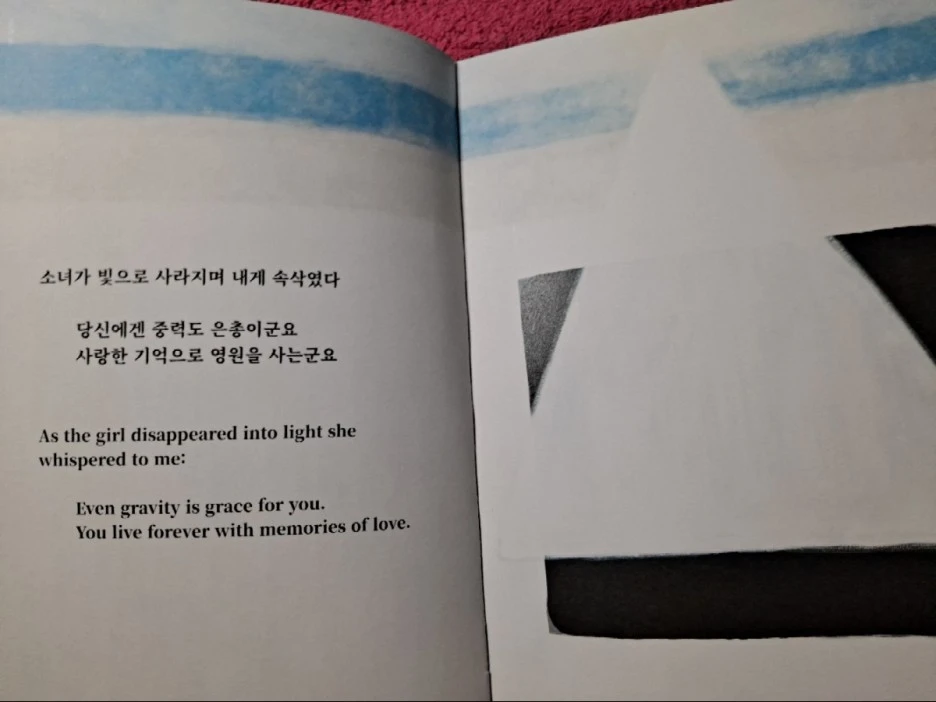 소녀가 빛으로 사라지며 내게 속삭였다
당신에겐 중력도 은총이군요
사랑한 기억으로 영원을 사는군요
As the girl disappeared into light she
whispered to me:
Even gravity is grace for you.
You live forever with memories of love.